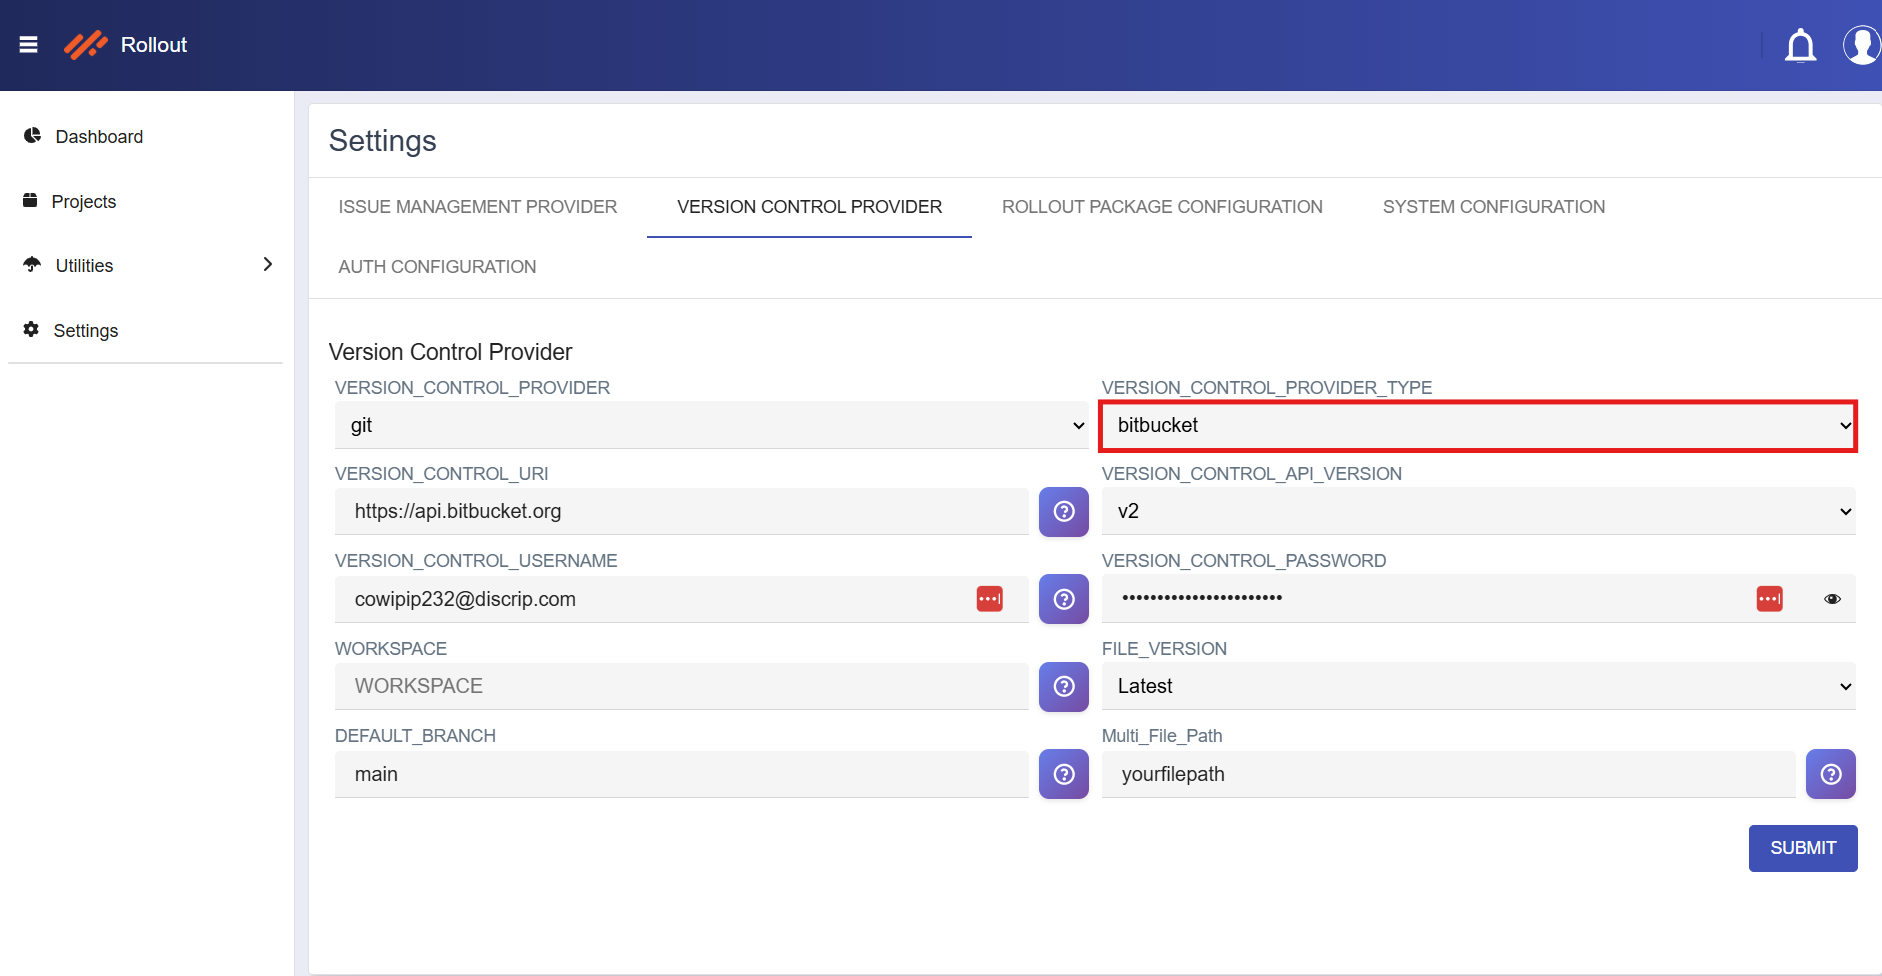 Rollout
Dashboard
Projects
Utilities
Settings
Settings
ISSUE MANAGEMENT PROVIDER VERSION CONTROL PROVIDER ROLLOUT PACKAGE CONFIGURATION SYSTEM CONFIGURATION
AUTH CONFIGURATION
Version Control Provider
VERSION_CONTROL_PROVIDER VERSION_CONTROL_PROVIDER_TYPE
git bitbucket
VERSION_CONTROL_URI VERSION_CONTROL_API_VERSION
https://api.bitbucket.org v2
VERSION_CONTROL_USERNAME VERSION_CONTROL_PASSWORD
cowipip232@discrip.com •••••••••••••••••••••••
WORKSPACE FILE_VERSION
WORKSPACE Latest
DEFAULT_BRANCH Multi_File_Path
main yourfilepath
SUBMIT